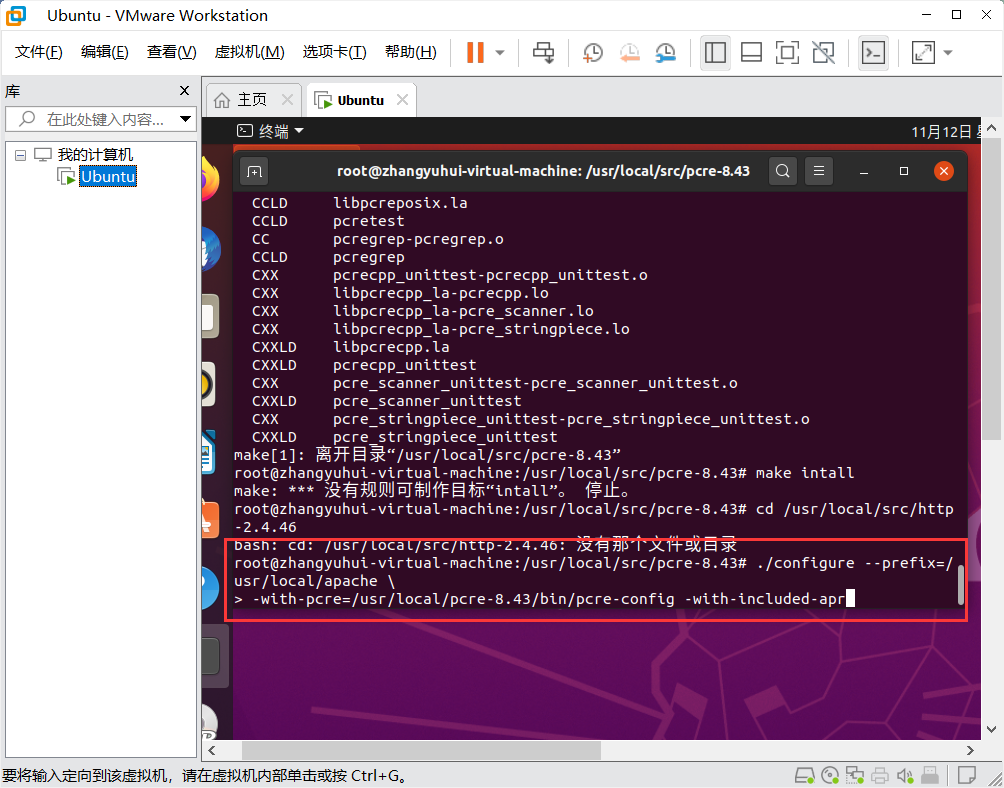 Ubuntu - VMware Workstation
文件(F) 编辑(E) 查看(V) 虚拟机(M) 选项卡(T) 帮助(H)
库
在此处键入内容...
我的计算机
Ubuntu
主页
Ubuntu
终端
11月12日
root@zhangyuhui-virtual-machine: /usr/local/src/pcre-8.43
CCLD libpcreposix.la
CCLD pcretest
CC pcregrep-pcregrep.o
CCLD pcregrep
CXX pcrecpp_unittest-pcrecpp_unittest.o
CXX libpcrecpp_la-pcrecpp.lo
CXX libpcrecpp_la-pcre_scanner.lo
CXX libpcrecpp_la-pcre_stringpiece.lo
CXXLD libpcrecpp.la
CXXLD pcrecpp_unittest
CXX pcre_scanner_unittest-pcre_scanner_unittest.o
CXXLD pcre_scanner_unittest
CXX pcre_stringpiece_unittest-pcre_stringpiece_unittest.o
CXXLD pcre_stringpiece_unittest
make[1]: 离开目录“/usr/local/src/pcre-8.43”
root@zhangyuhui-virtual-machine:/usr/local/src/pcre-8.43# make intall
make: *** 没有规则可制作目标“intall”。 停止。
root@zhangyuhui-virtual-machine:/usr/local/src/pcre-8.43# cd /usr/local/src/http
-2.4.46
bash: cd: /usr/local/src/http-2.4.46: 没有那个文件或目录
root@zhangyuhui-virtual-machine:/usr/local/src/pcre-8.43# ./configure --prefix=/
usr/local/apache \
> -with-pcre=/usr/local/pcre-8.43/bin/pcre-config -with-included-apr
要将输入定向到该虚拟机，请在虚拟机内部单击或按 Ctrl+G。